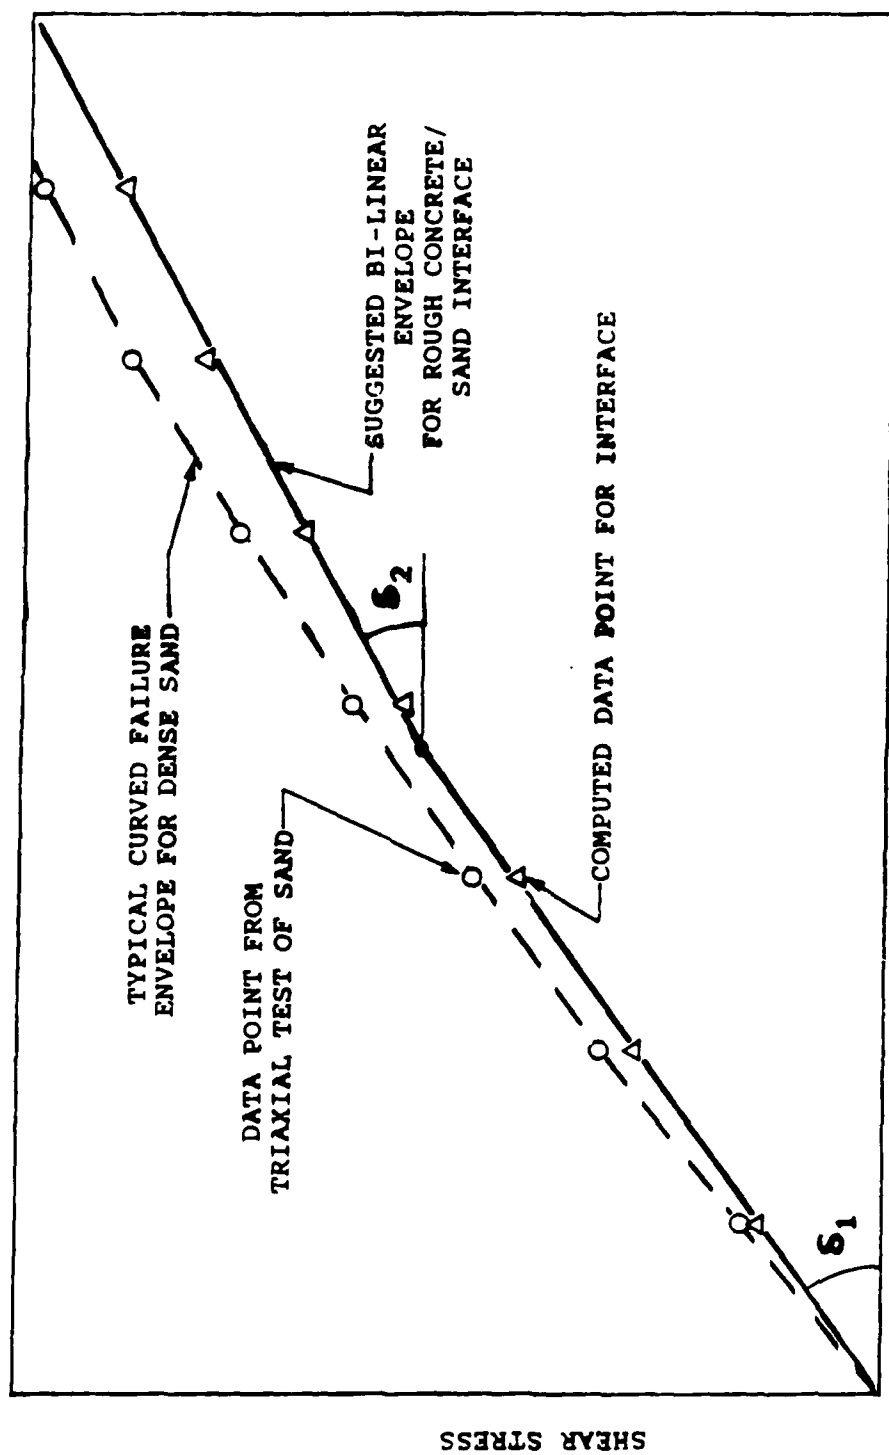 TYPICAL CURVED FAILURE
ENVELOPE FOR DENSE SAND
DATA POINT FROM
TRIAXIAL TEST OF SAND
SUGGESTED BI-LINEAR
ENVELOPE
FOR ROUGH CONCRETE/
SAND INTERFACE
COMPUTED DATA POINT FOR INTERFACE
δ2
δ1
SHEAR STRESS